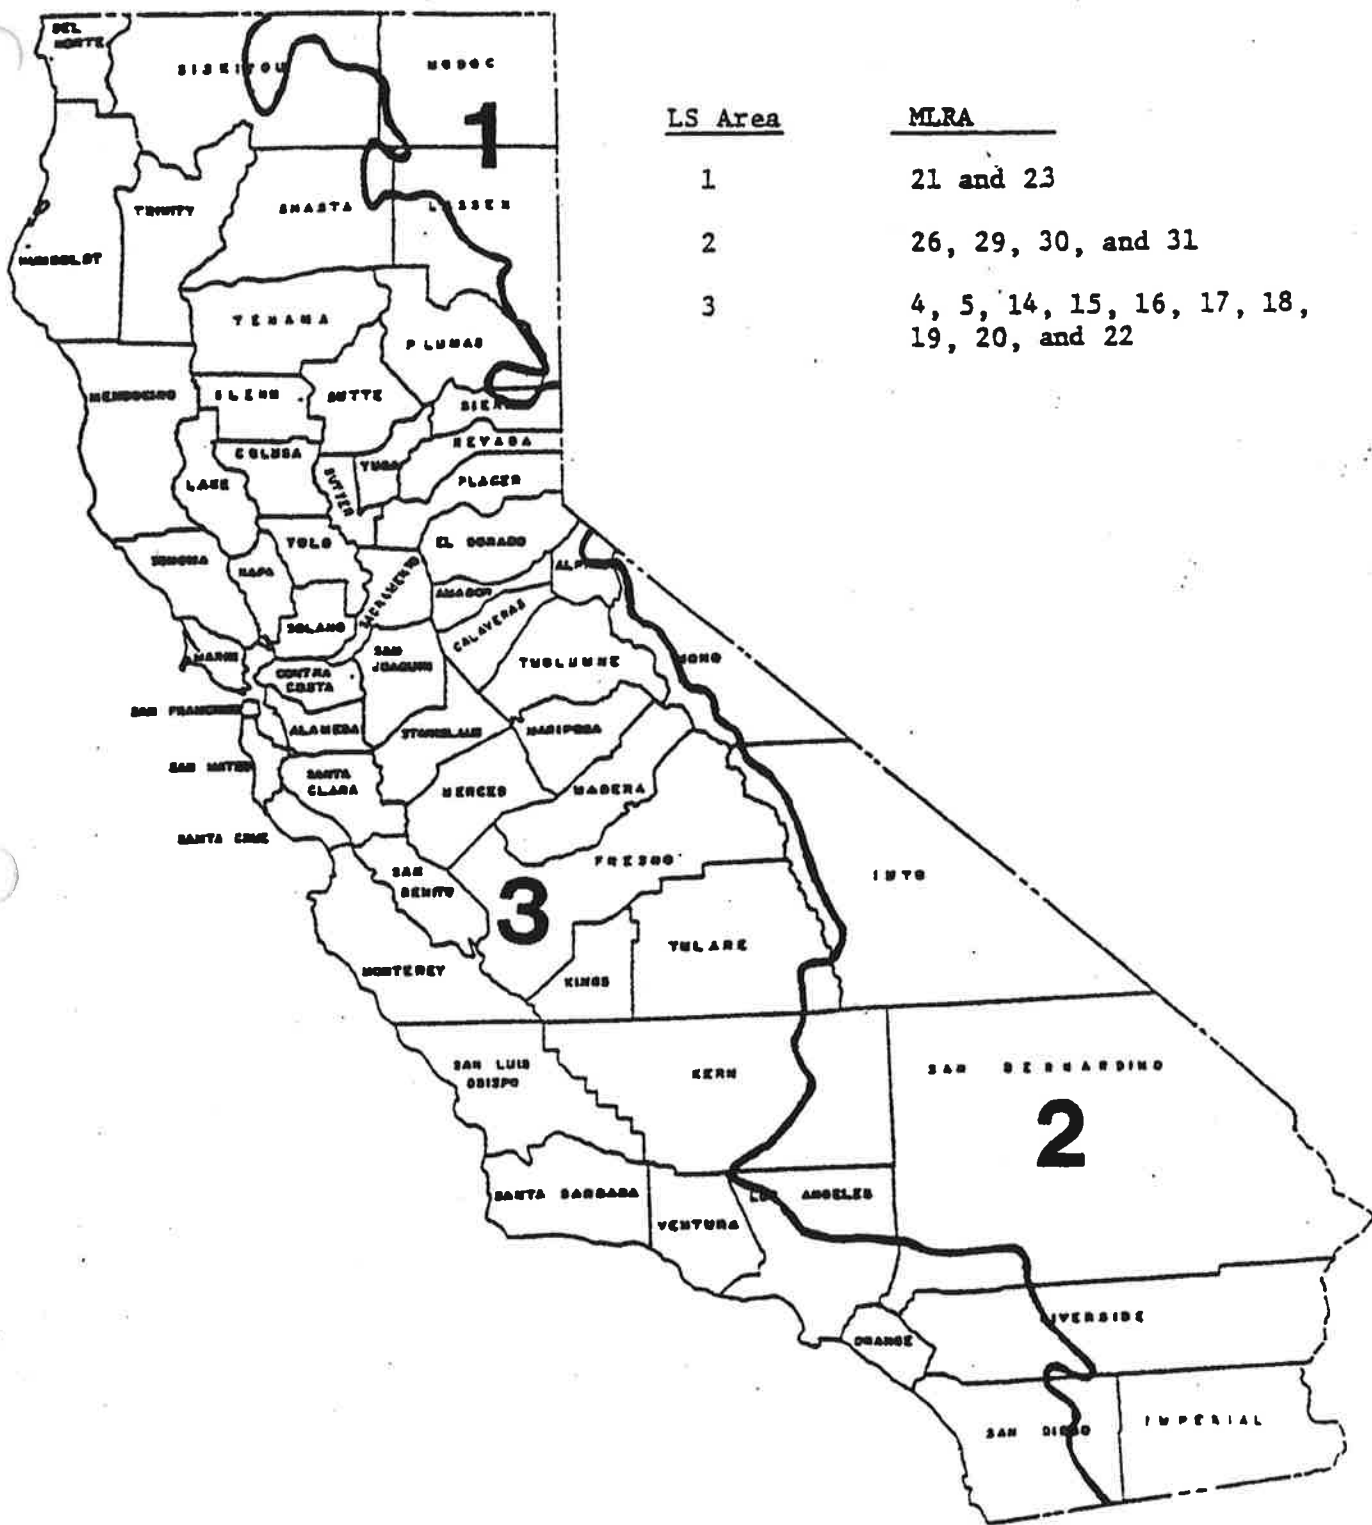 DEL
NORTE
SISKIYOU
MODOC
1
LS Area MLRA
1 21 and 23
2 26, 29, 30, and 31
3 4, 5, 14, 15, 16, 17, 18,
19, 20, and 22
TRINITY
SHASTA
LASSEN
HUMBOLDT
TEHAMA
PLUMAS
MENDOCINO
GLENN
BUTTE
SIERRA
NEVADA
COLUSA
YUBA
LAKE
SUTTER
PLACER
YOLO
EL DORADO
SONOMA
NAPA
SACRAMENTO
ALPINE
AMADOR
SOLANO
CALAVERAS
MARIN
SAN
JOAQUIN
TUOLUMNE
MONO
CONTRA
COSTA
SAN FRANCISCO
ALAMEDA
STANISLAUS
MARIPOSA
SAN MATEO
SANTA
CLARA
MERCED
MADERA
SANTA CRUZ
FRESNO
SAN
BENITO
INYO
3
TULARE
MONTEREY
KINGS
SAN LUIS
OBISPO
KERN
SAN BERNARDINO
2
SANTA BARBARA
LOS ANGELES
VENTURA
RIVERSIDE
ORANGE
SAN DIEGO
IMPERIAL